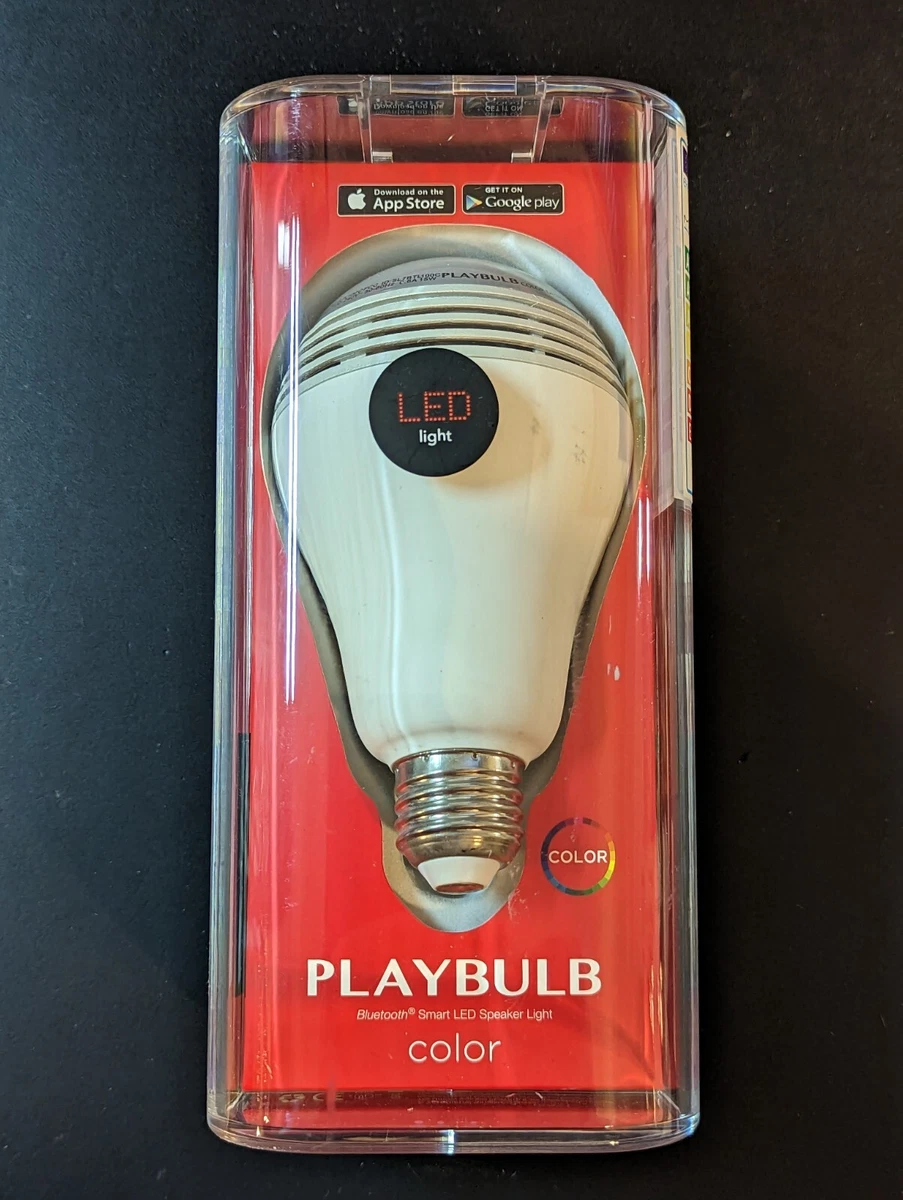 Download on the
App Store
GET IT ON
Google play
PLAYBULB
LED
light
COLOR
PLAYBULB
Bluetooth® Smart LED Speaker Light
color